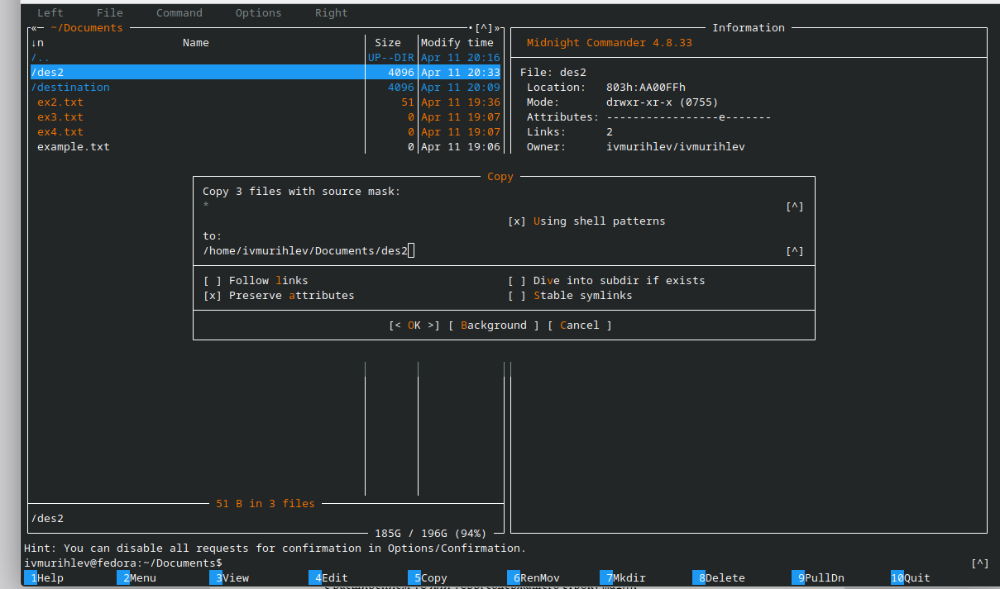 Left File Command Options Right
«─ ~/Documents •[^]»
↓n Name Size Modify time
/.. UP--DIR Apr 11 20:16
/des2 4096 Apr 11 20:33
/destination 4096 Apr 11 20:09
ex2.txt 51 Apr 11 19:36
ex3.txt 0 Apr 11 19:07
ex4.txt 0 Apr 11 19:07
example.txt 0 Apr 11 19:06
Information
Midnight Commander 4.8.33
File: des2
Location: 803h:AA00FFh
Mode: drwxr-xr-x (0755)
Attributes: -----------------e-------
Links: 2
Owner: ivmurihlev/ivmurihlev
Copy
Copy 3 files with source mask:
* [^]
[x] Using shell patterns
to:
/home/ivmurihlev/Documents/des2 [^]
[ ] Follow links [ ] Dive into subdir if exists
[x] Preserve attributes [ ] Stable symlinks
[< OK >] [ Background ] [ Cancel ]
51 B in 3 files
/des2
185G / 196G (94%)
Hint: You can disable all requests for confirmation in Options/Confirmation.
ivmurihlev@fedora:~/Documents$ [^]
1Help 2Menu 3View 4Edit 5Copy 6RenMov 7Mkdir 8Delete 9PullDn 10Quit